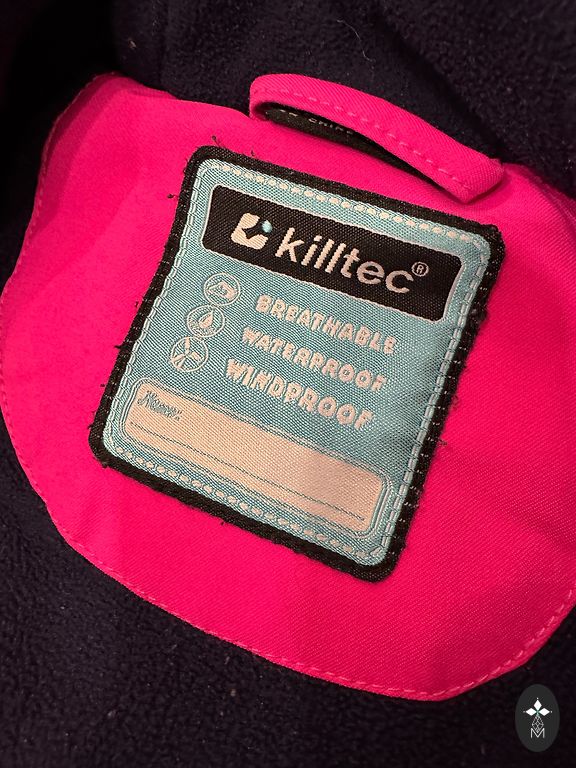 killtec®
BREATHABLE
WATERPROOF
WINDPROOF
Name: